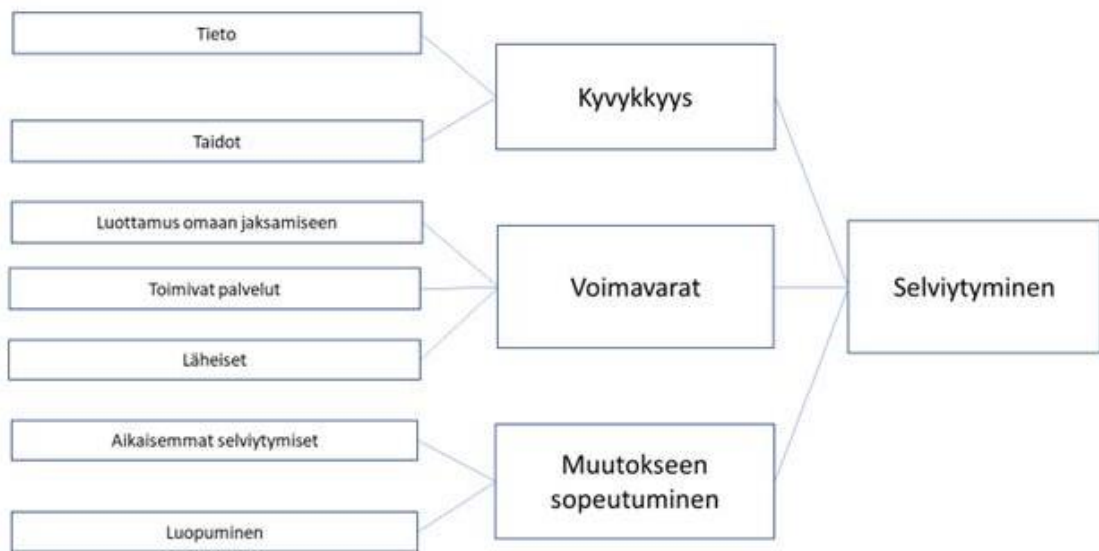 Tieto
Taidot
Luottamus omaan jaksamiseen
Toimivat palvelut
Läheiset
Aikaisemmat selviytymiset
Luopuminen
Kyvykkyys
Voimavarat
Muutokseen
sopeutuminen
Selviytyminen